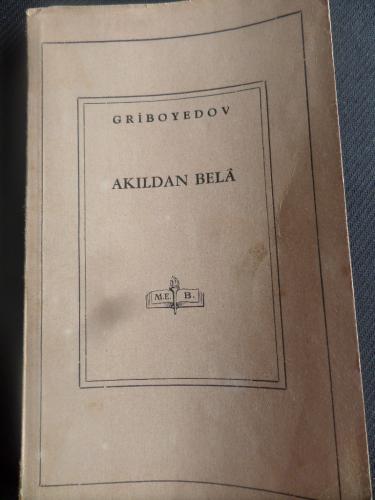 GRİBOYEDOV
AKILDAN BELÂ
M.E. B.